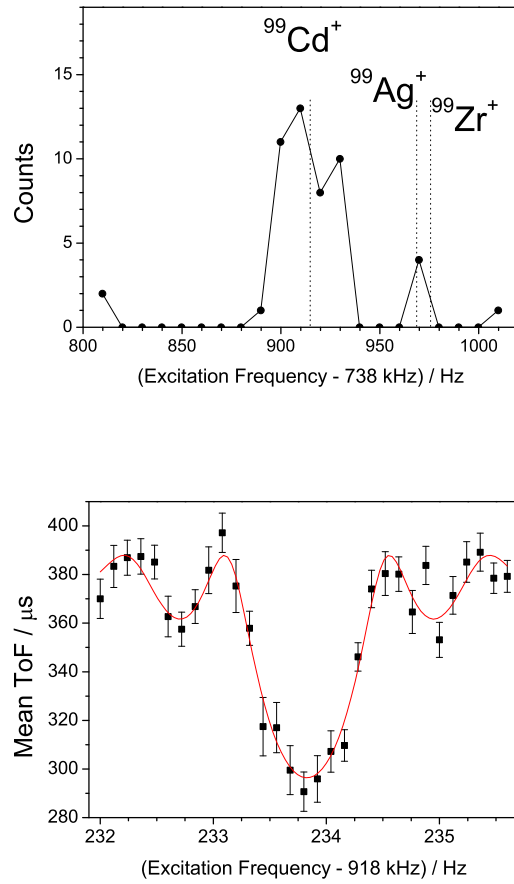 ⁹⁹Cd⁺
⁹⁹Ag⁺
⁹⁹Zr⁺
Counts
15
10
5
0
800 850 900 950 1000
(Excitation Frequency - 738 kHz) / Hz
Mean ToF / μs
400
380
360
340
320
300
280
232 233 234 235
(Excitation Frequency - 918 kHz) / Hz